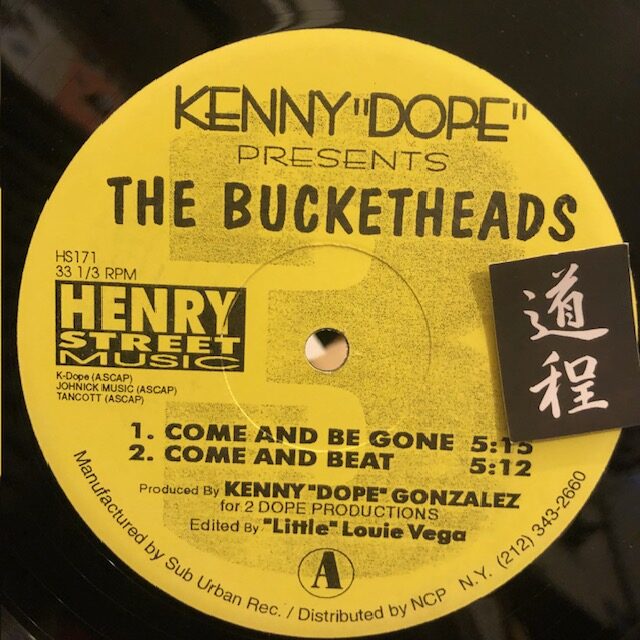 KENNY "DOPE"
PRESENTS
THE BUCKETHEADS
HS171
33 1/3 RPM
HENRY
STREET
MUSIC
K-Dope (ASCAP)
JOHNICK MUSIC (ASCAP)
TANCOTT (ASCAP)
道程
1. COME AND BE GONE 5:15
2. COME AND BEAT 5:12
Produced By KENNY "DOPE" GONZALEZ
for 2 DOPE PRODUCTIONS
Edited By "Little" Louie Vega
A
Manufactured by Sub Urban Rec. / Distributed by NCP N.Y. (212) 343-2660